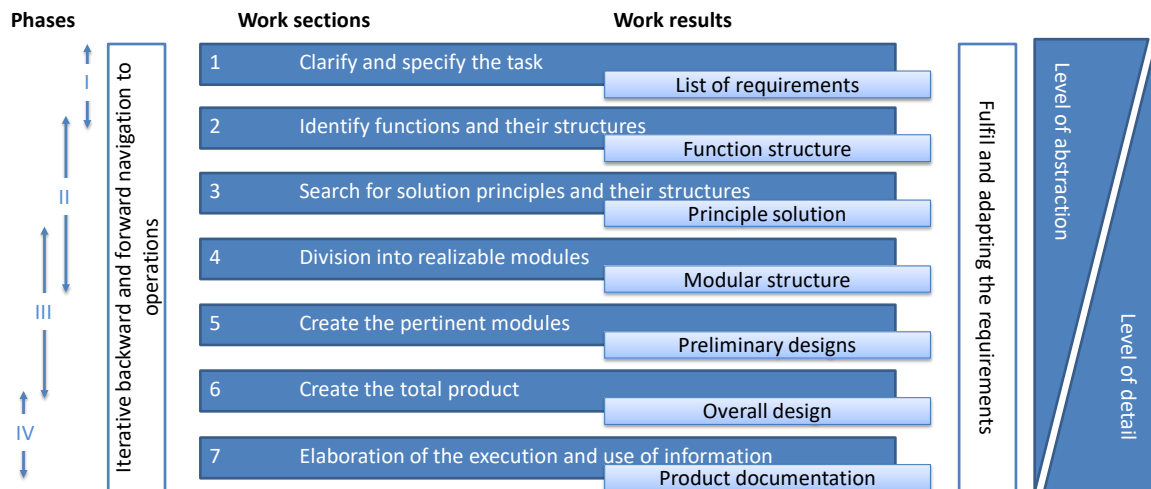 Phases
Work sections
Work results
I
II
III
IV
Iterative backward and forward navigation to
operations
1 Clarify and specify the task
List of requirements
2 Identify functions and their structures
Function structure
3 Search for solution principles and their structures
Principle solution
4 Division into realizable modules
Modular structure
5 Create the pertinent modules
Preliminary designs
6 Create the total product
Overall design
7 Elaboration of the execution and use of information
Product documentation
Fulfil and adapting the requirements
Level of abstraction
Level of detail